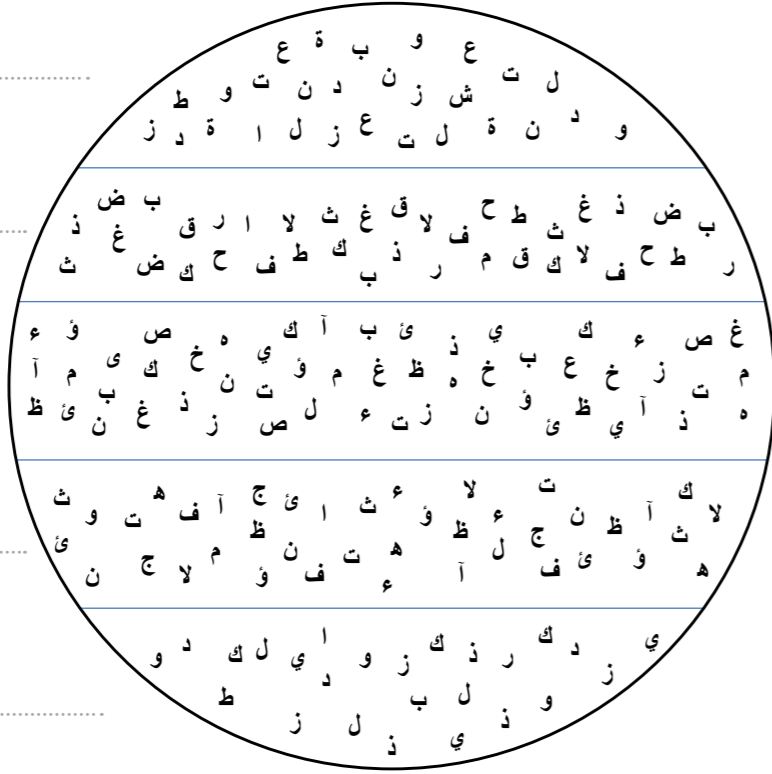 ع و ب ة ع
ل ت ش ز ن د ن ت و ط
و د ن ة ل ت ع ز ل ا ة د ز
ب ض ذ غ ث ط ح ف لا ق غ ث لا ا ر ق ب ض ذ
ر ط ح ف لا ك ق م ر ذ ب ك ط ف ح ك ض غ ث
غ ص ء ك ي ذ ئ ب آ ك ي ه خ ص ؤ ء
م ت ز خ ع ب خ ه ظ غ م ؤ ت ن ك ى م آ
ه ذ آ ي ظ ئ ؤ ن ز ت ء ل ص ز ذ غ ب ن ئ ظ
لا ك آ ظ ن ت ء لا ؤ ء ث ا ئ ج آ ف ه ت و ث
ه ث ؤ ئ ف ج ل ظ آ ه ء ت ف ن ؤ ظ م لا ج ن ئ
ي ز د ك ر ذ ك ز و ا ي ل ك د و
و ذ ل ب د ط
ي ذ ل ز